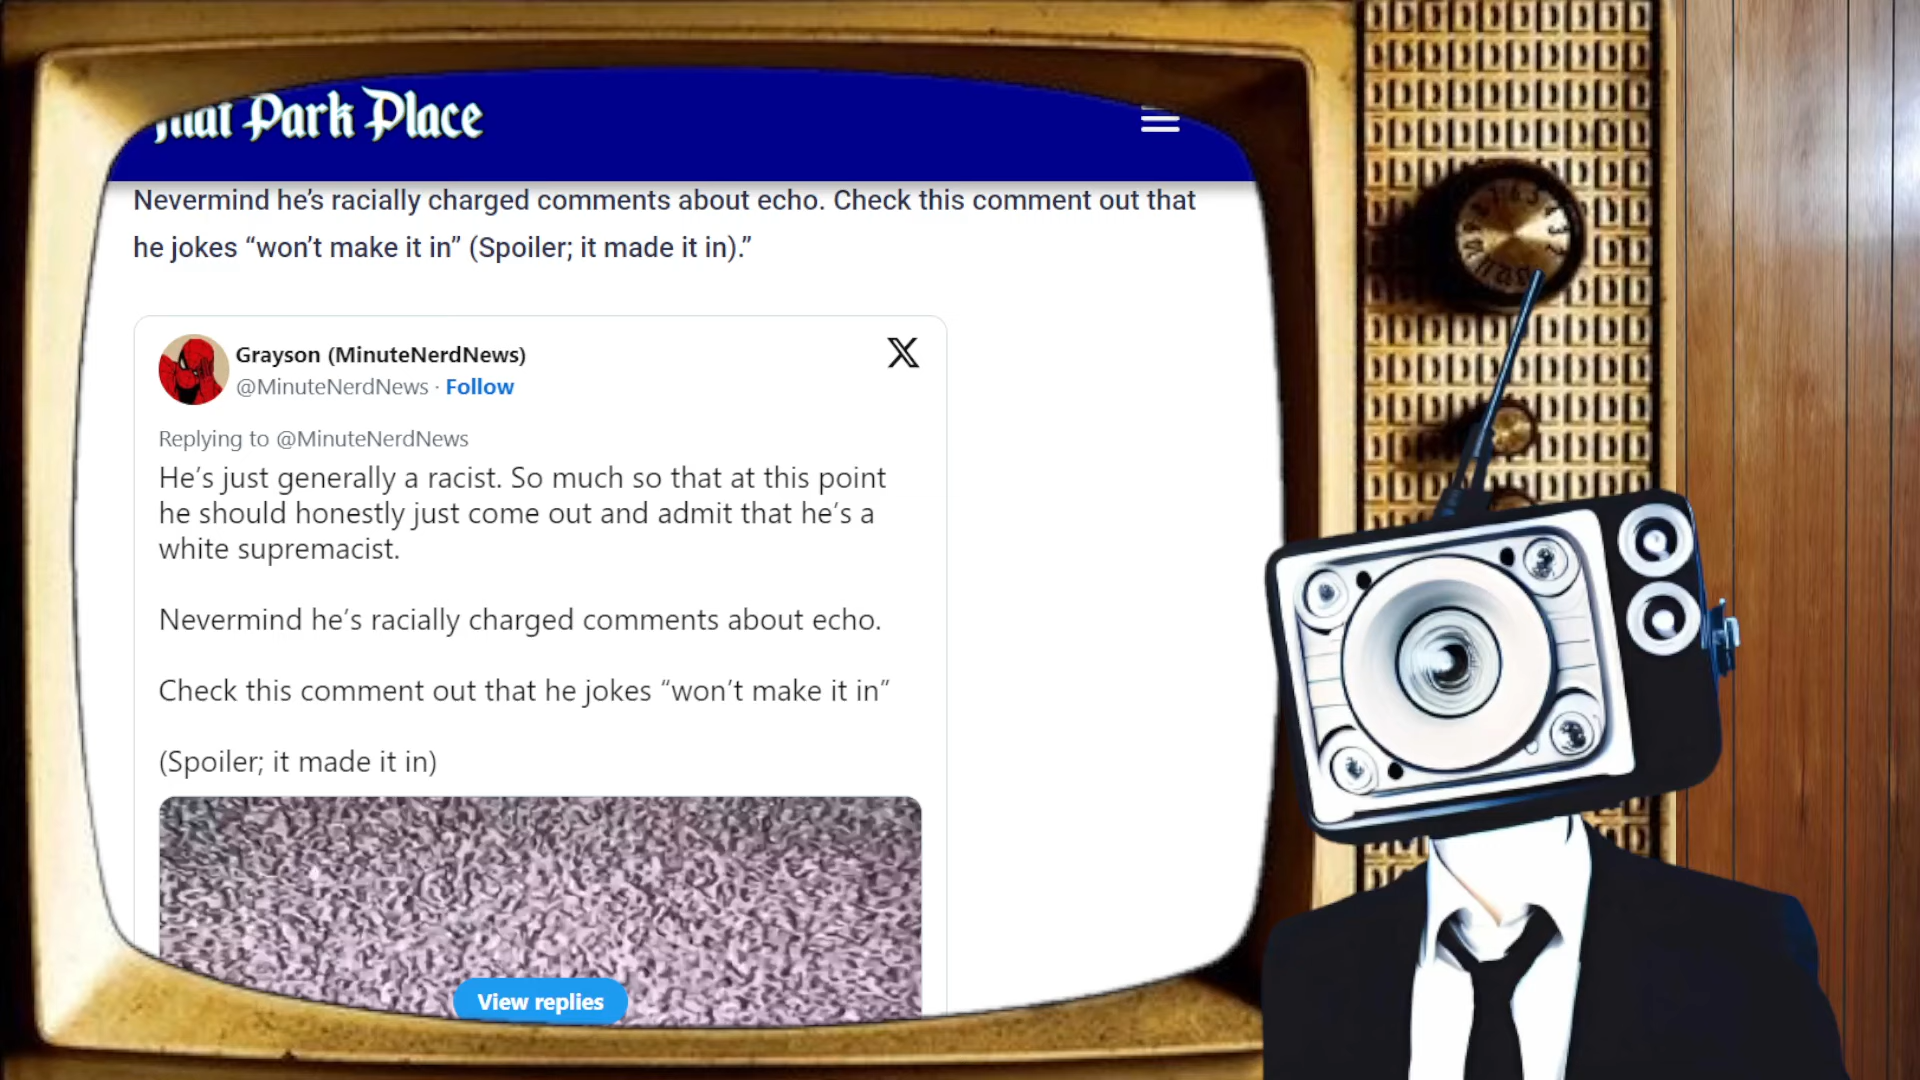 That Park Place
Nevermind he’s racially charged comments about echo. Check this comment out that
he jokes “won’t make it in” (Spoiler; it made it in).”
Grayson (MinuteNerdNews)
@MinuteNerdNews · Follow
Replying to @MinuteNerdNews
He’s just generally a racist. So much so that at this point
he should honestly just come out and admit that he’s a
white supremacist.
Nevermind he’s racially charged comments about echo.
Check this comment out that he jokes “won’t make it in”
(Spoiler; it made it in)
View replies